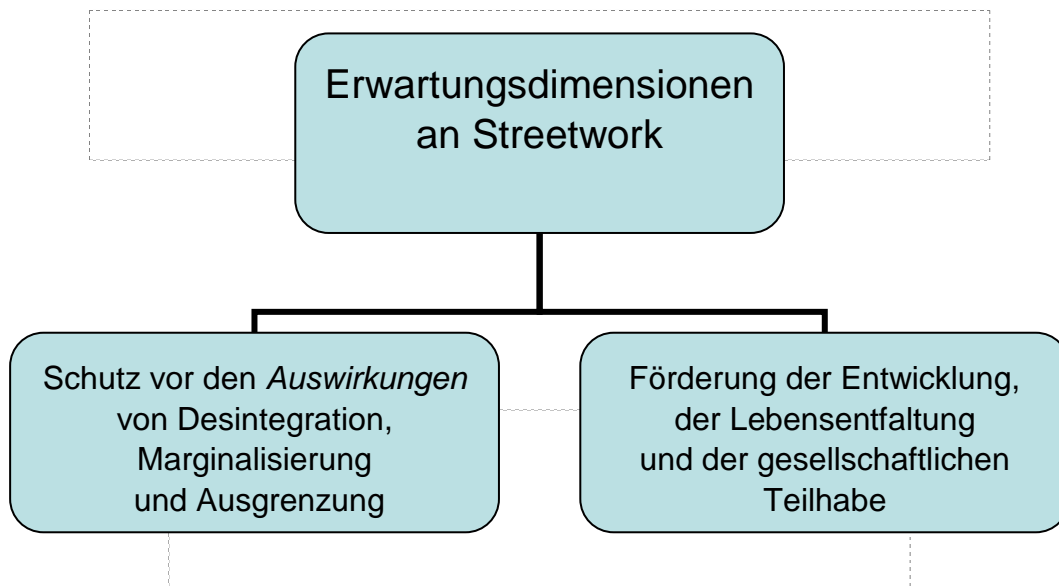 Erwartungsdimensionen
an Streetwork
Schutz vor den Auswirkungen
von Desintegration,
Marginalisierung
und Ausgrenzung
Förderung der Entwicklung,
der Lebensentfaltung
und der gesellschaftlichen
Teilhabe